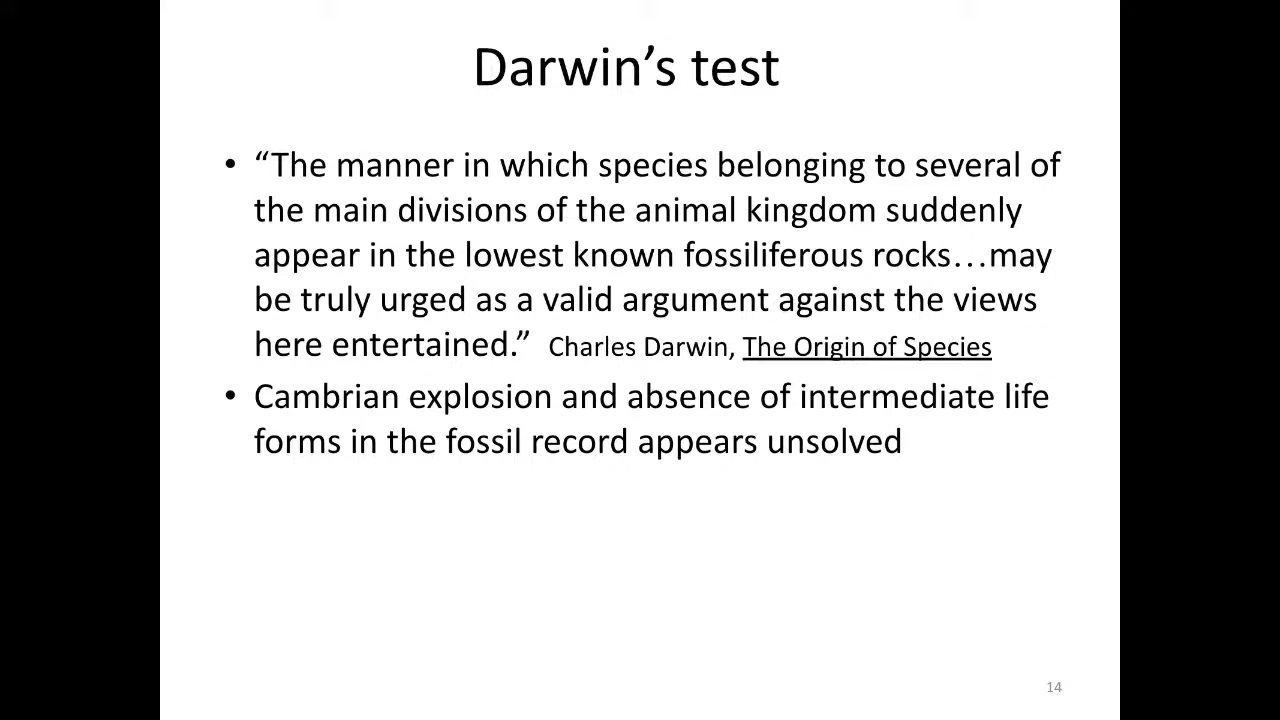 Darwin’s test
• “The manner in which species belonging to several of
the main divisions of the animal kingdom suddenly
appear in the lowest known fossiliferous rocks…may
be truly urged as a valid argument against the views
here entertained.” Charles Darwin, The Origin of Species
• Cambrian explosion and absence of intermediate life
forms in the fossil record appears unsolved
14